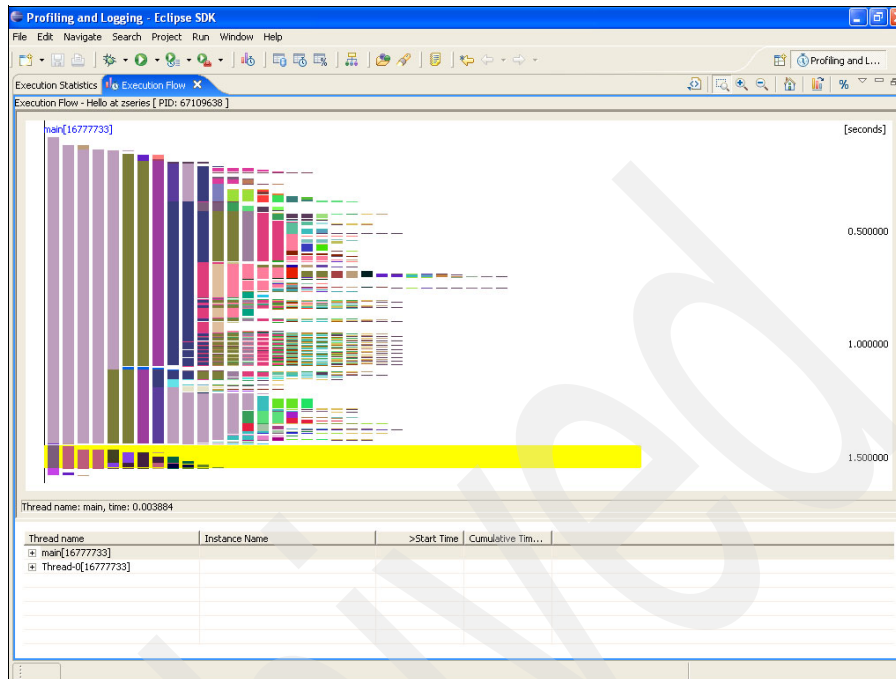 Profiling and Logging - Eclipse SDK
File Edit Navigate Search Project Run Window Help
Profiling and L...
Execution Statistics Execution Flow
Execution Flow - Hello at zseries [ PID: 67109638 ]
main[16777733] [seconds]
0.500000
1.000000
1.500000
Thread name: main, time: 0.003884
Thread name Instance Name >Start Time Cumulative Tim...
main[16777733]
Thread-0[16777733]